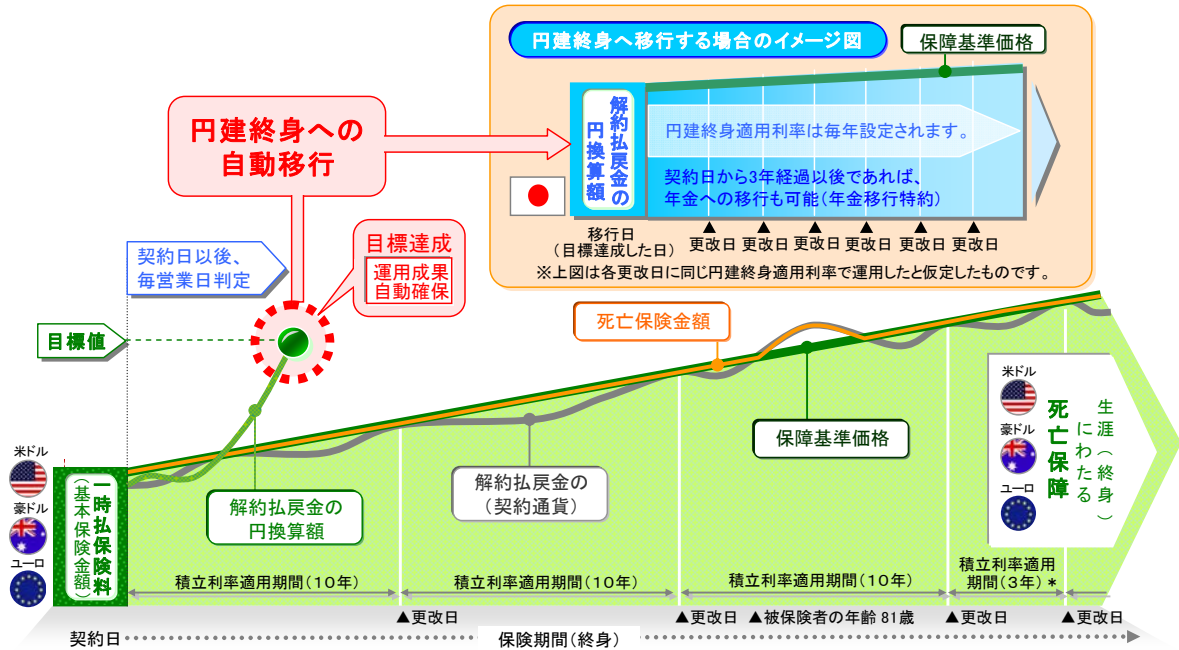 円建終身へ移行する場合のイメージ図
保障基準価格
円建終身への
自動移行
解約払戻金の
円換算額
円建終身適用利率は毎年設定されます。
契約日から3年経過以後であれば、
年金への移行も可能(年金移行特約)
移行日
(目標達成した日)
▲
更改日
▲
更改日
▲
更改日
▲
更改日
▲
更改日
▲
更改日
※上図は各更改日に同じ円建終身適用利率で運用したと仮定したものです。
契約日以後、
毎営業日判定
目標達成
運用成果
自動確保
目標値
死亡保険金額
保障基準価格
解約払戻金の
(契約通貨)
解約払戻金の
円換算額
米ドル
豪ドル
ユーロ
一時払保険料
(基本保険金額)
米ドル
豪ドル
ユーロ
生涯(終身)
にわたる
死亡保障
積立利率適用期間(10年)
積立利率適用期間(10年)
積立利率適用期間(10年)
積立利率適用
期間(3年)*
▲更改日
▲更改日
▲被保険者の年齢 81歳
▲更改日
▲更改日
契約日
保険期間(終身)